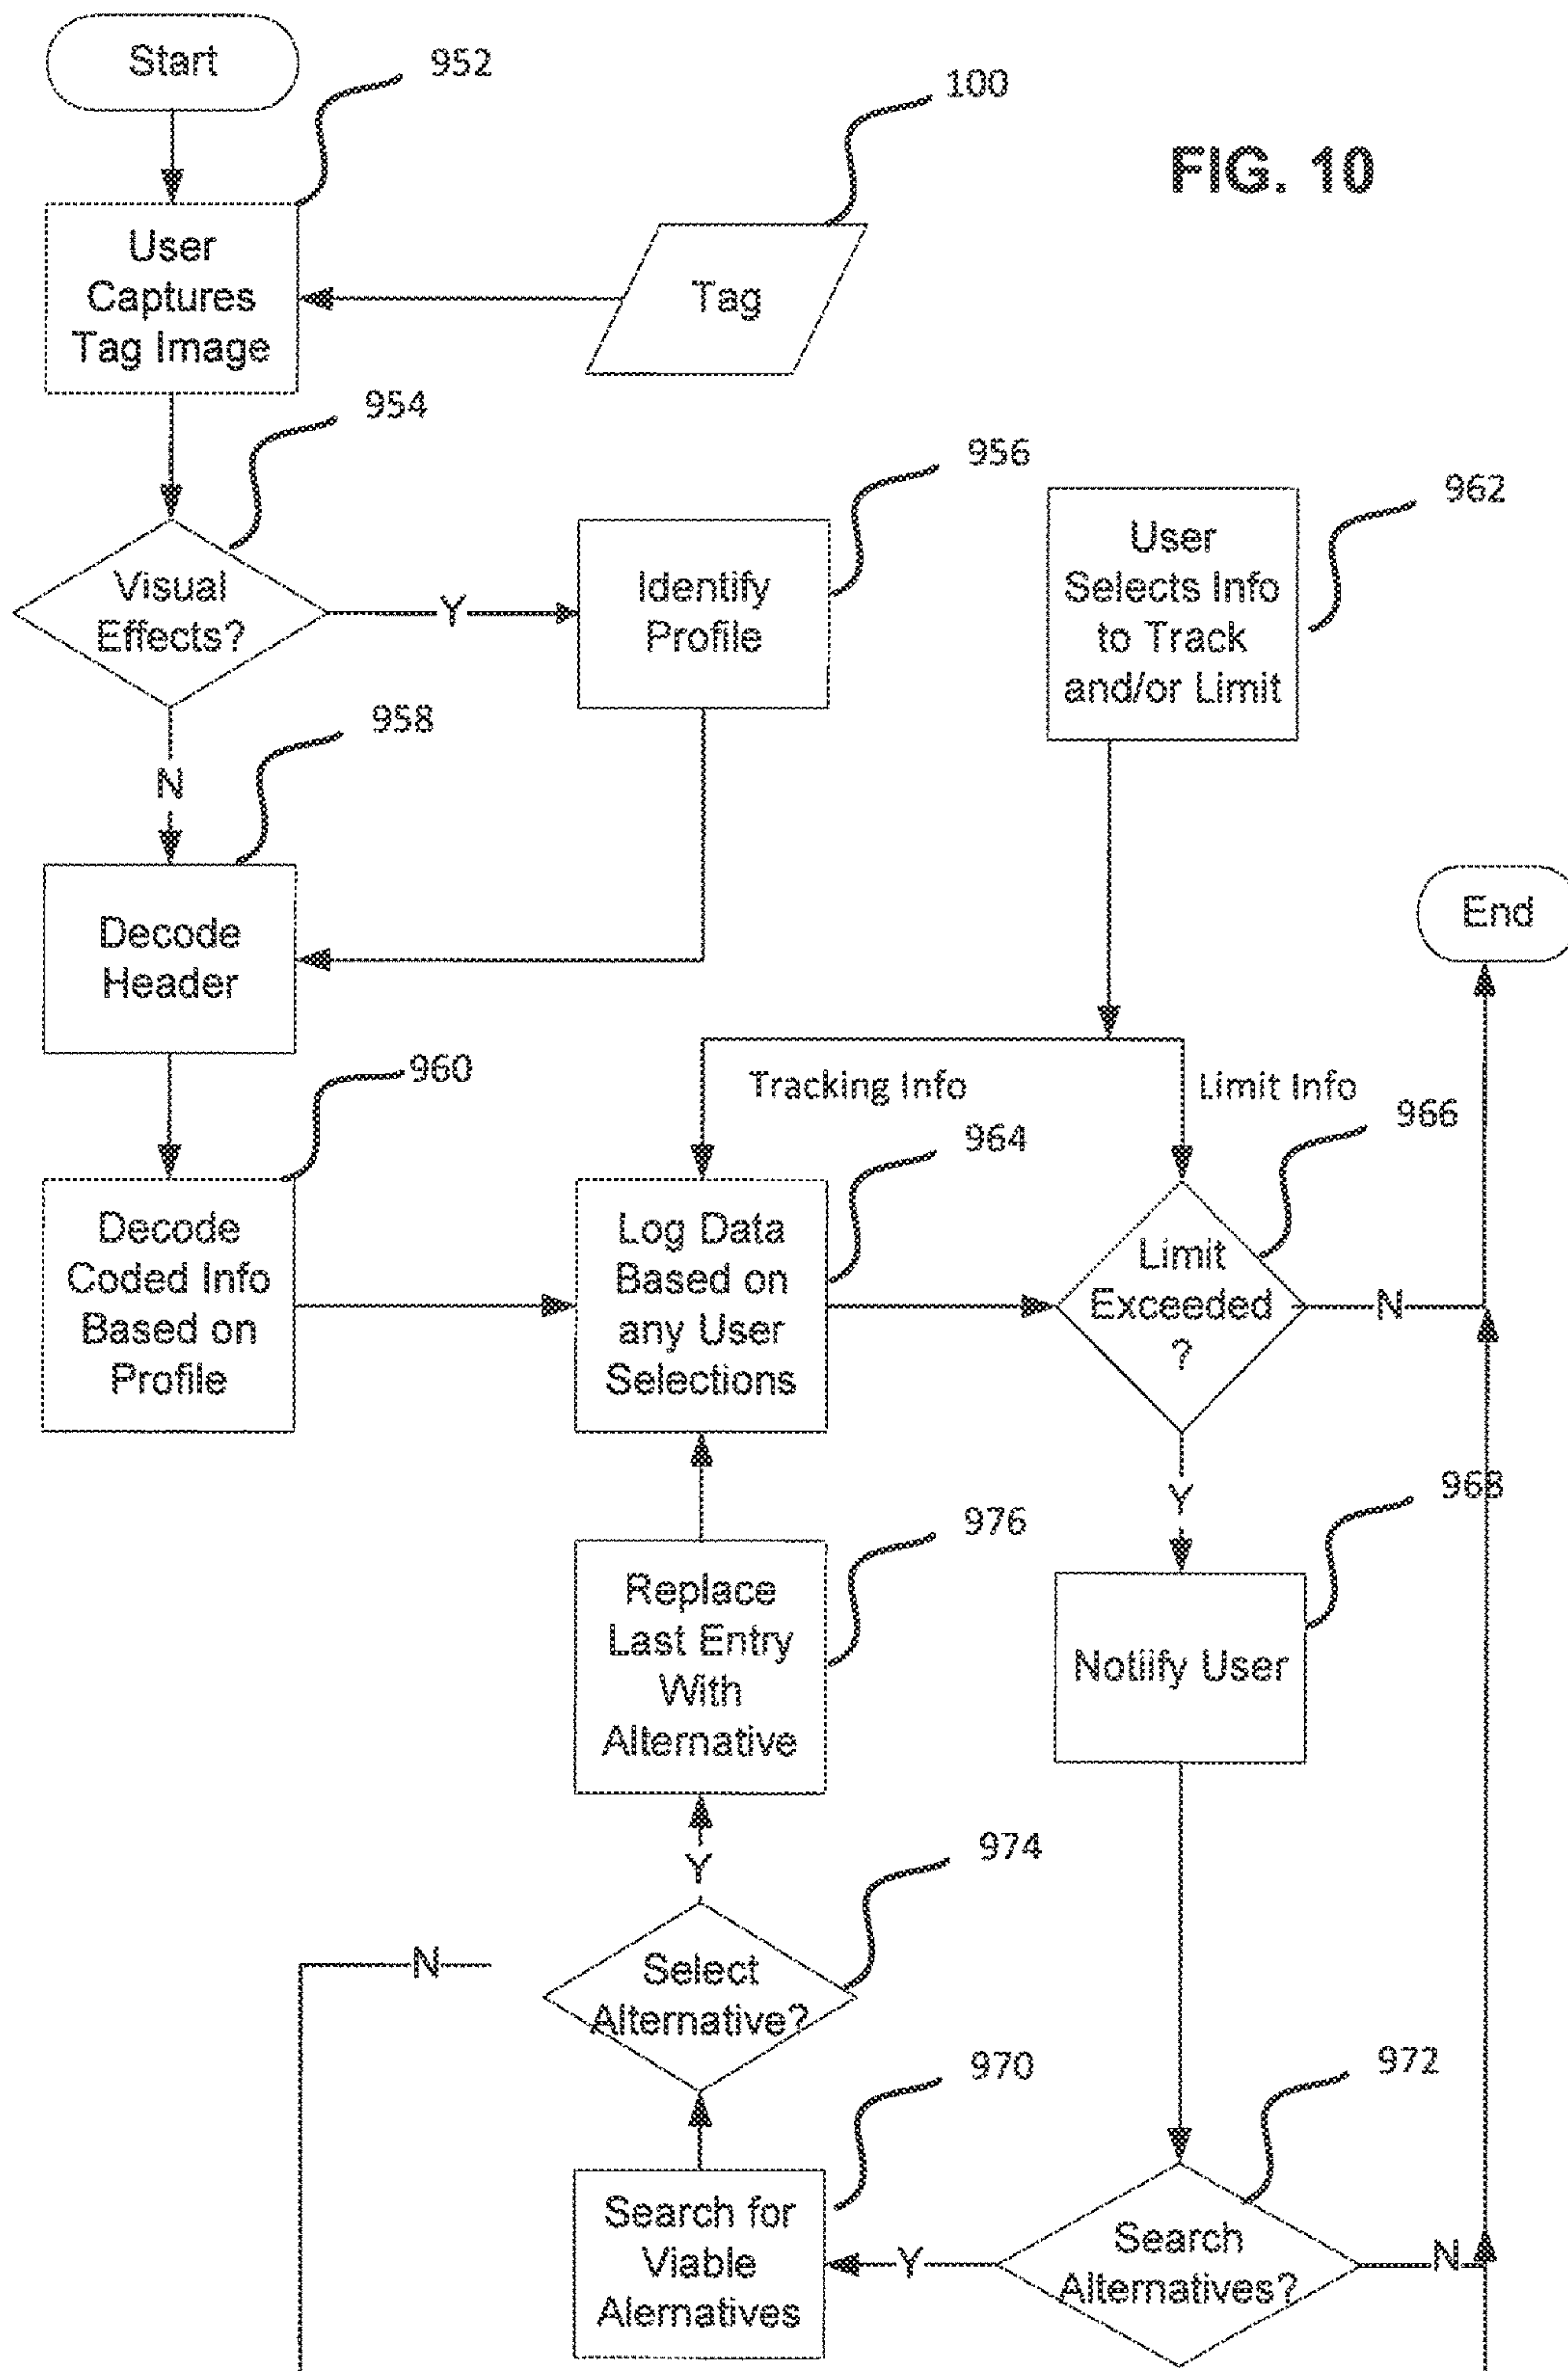 Start
952
100
FIG. 10
User
Captures
Tag Image
Tag
954
956
962
Visual
Effects?
Y
Identify
Profile
User
Selects Info
to Track
and/or Limit
958
N
Decode
Header
End
960
Tracking Info
Limit Info
964
966
Decode
Coded Info
Based on
Profile
Log Data
Based on
any User
Selections
Limit
Exceeded
?
N
Y
968
976
Replace
Last Entry
With
Alternative
Notiify User
974
Y
N
Select
Alternative?
970
972
Search for
Viable
Alernatives
Y
Search
Alternatives?
N